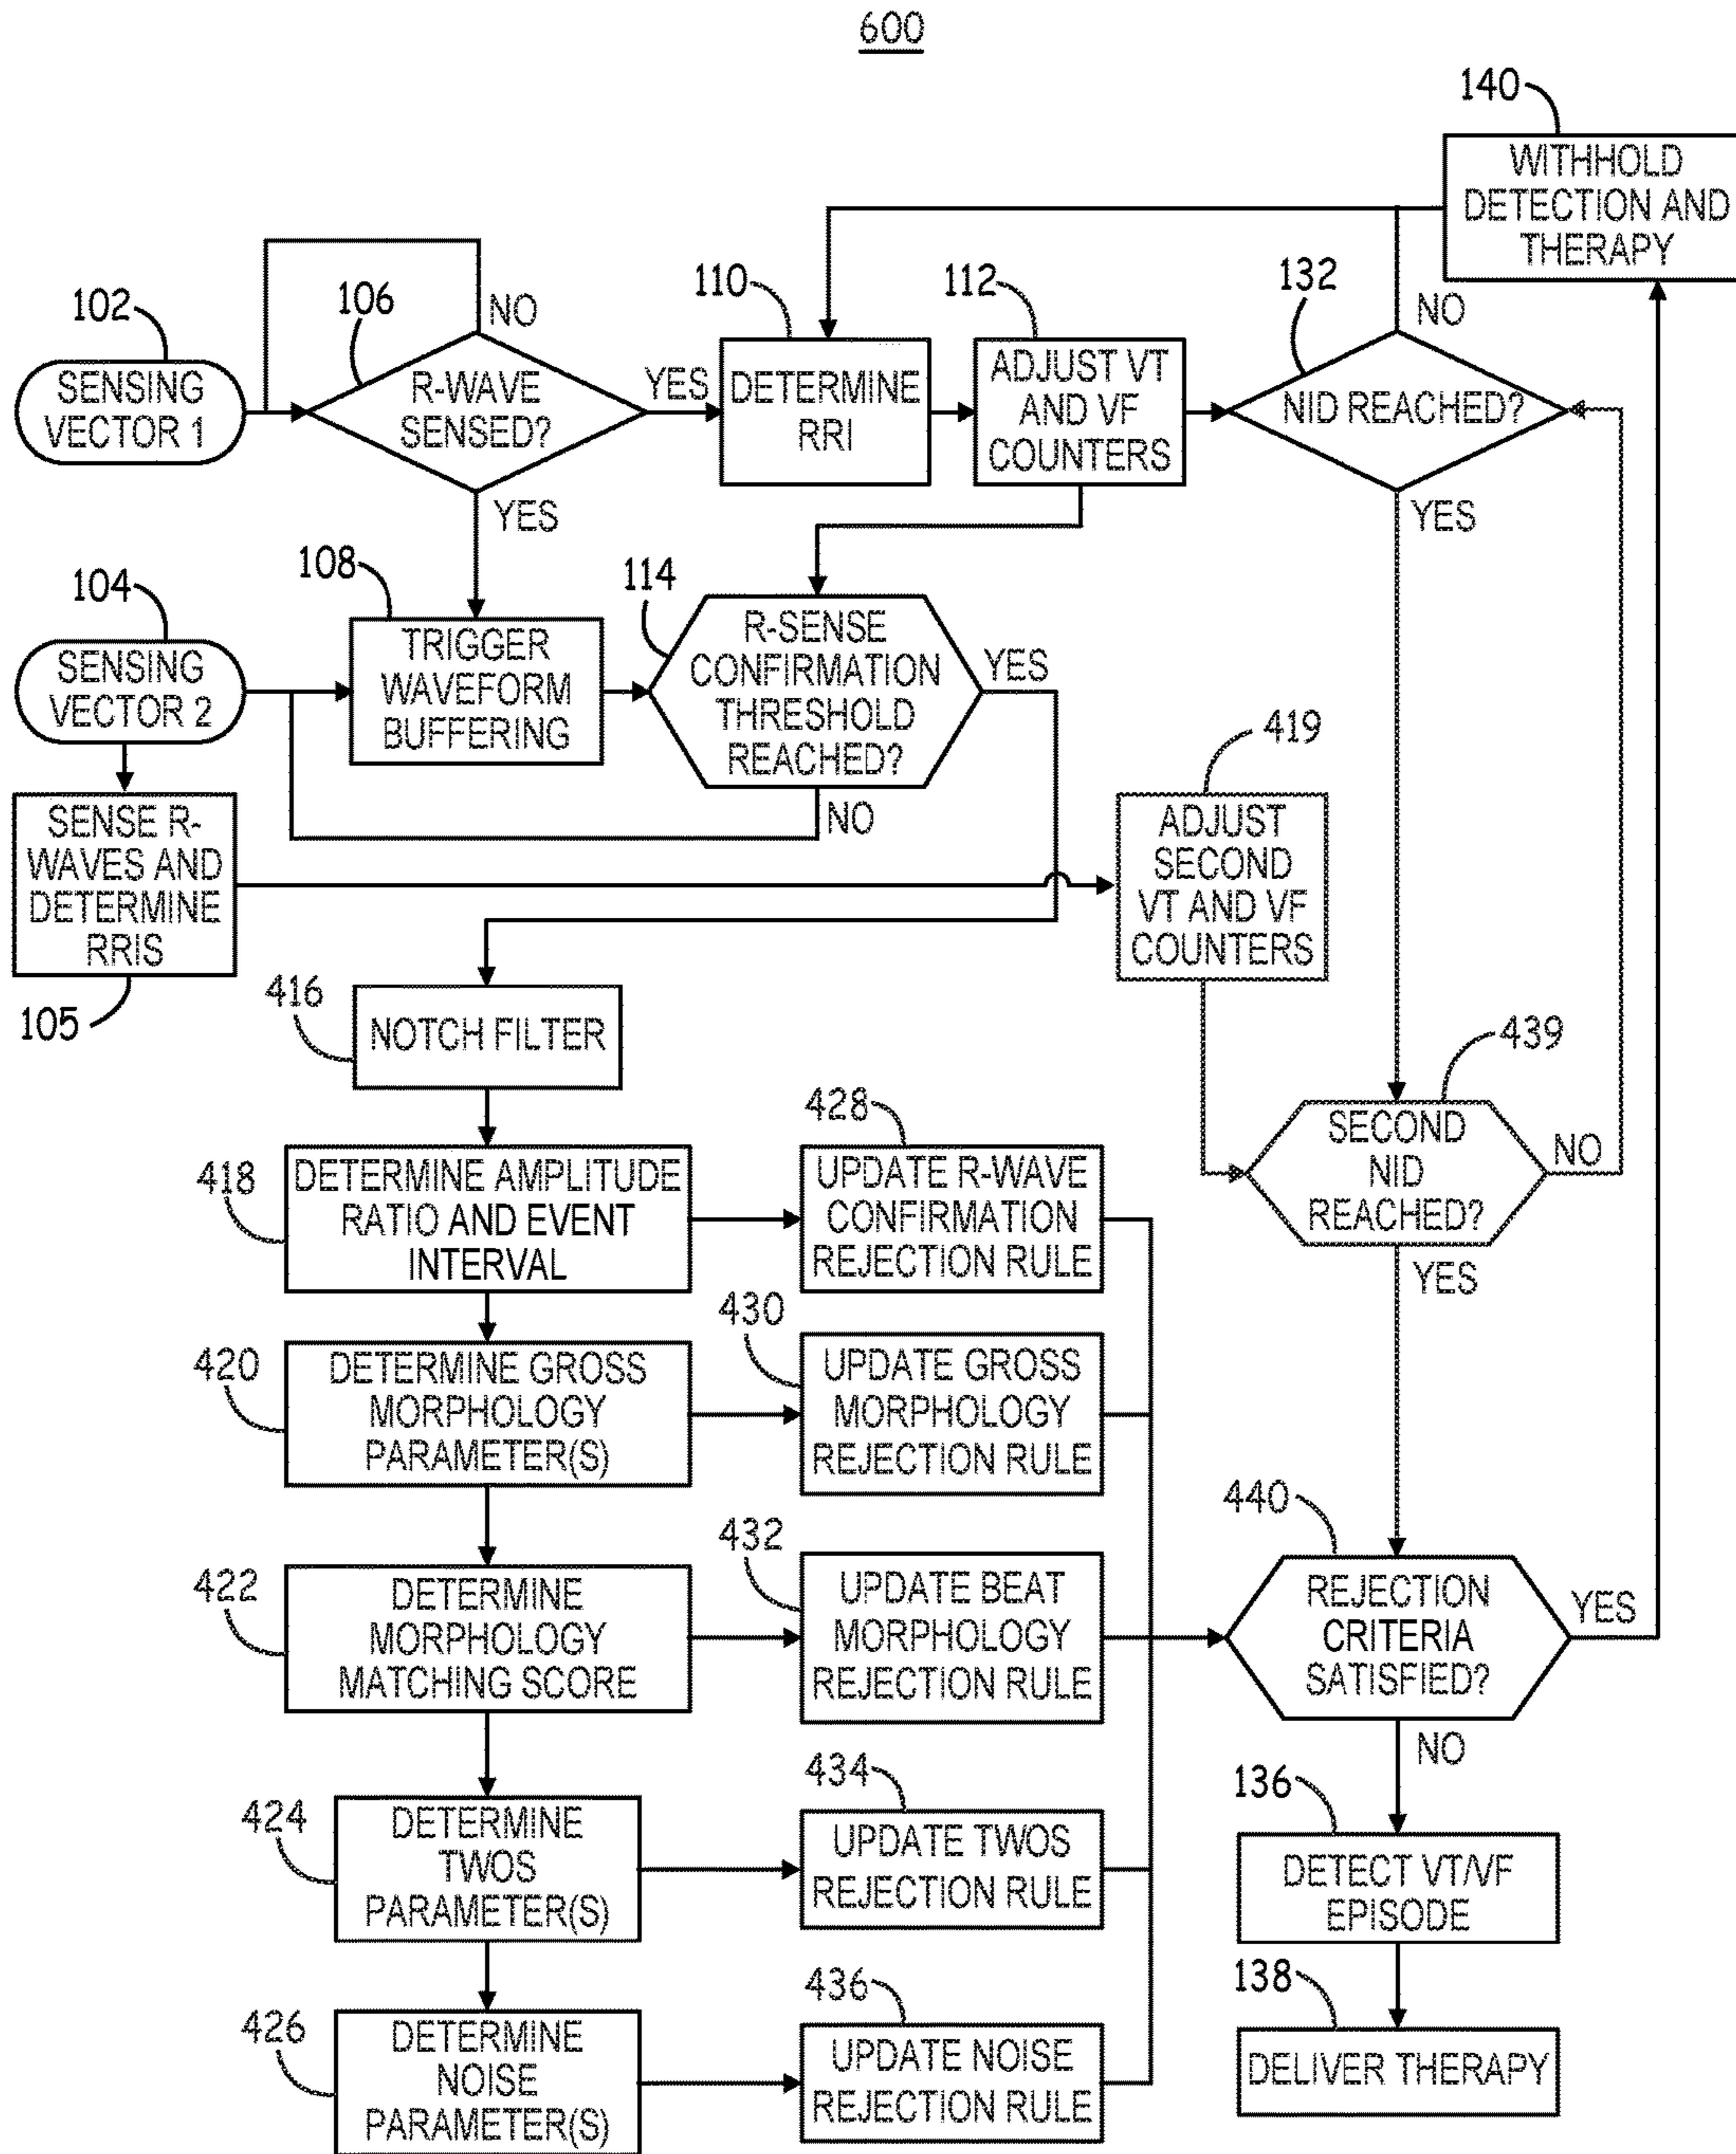 600
140
WITHHOLD
DETECTION AND
THERAPY
102
SENSING
VECTOR 1
106
NO
R-WAVE
SENSED?
YES
YES
110
DETERMINE
RRI
112
ADJUST VT
AND VF
COUNTERS
132
NO
NID REACHED?
YES
104
SENSING
VECTOR 2
108
TRIGGER
WAVEFORM
BUFFERING
114
R-SENSE
CONFIRMATION
THRESHOLD
REACHED?
YES
NO
SENSE R-
WAVES AND
DETERMINE
RRIS
105
419
ADJUST
SECOND
VT AND VF
COUNTERS
416
NOTCH FILTER
439
SECOND
NID
REACHED?
NO
YES
418
DETERMINE AMPLITUDE
RATIO AND EVENT
INTERVAL
428
UPDATE R-WAVE
CONFIRMATION
REJECTION RULE
420
DETERMINE GROSS
MORPHOLOGY
PARAMETER(S)
430
UPDATE GROSS
MORPHOLOGY
REJECTION RULE
422
DETERMINE
MORPHOLOGY
MATCHING SCORE
432
UPDATE BEAT
MORPHOLOGY
REJECTION RULE
440
REJECTION
CRITERIA
SATISFIED?
YES
NO
424
DETERMINE
TWOS
PARAMETER(S)
434
UPDATE TWOS
REJECTION RULE
136
DETECT VT/VF
EPISODE
426
DETERMINE
NOISE
PARAMETER(S)
436
UPDATE NOISE
REJECTION RULE
138
DELIVER THERAPY